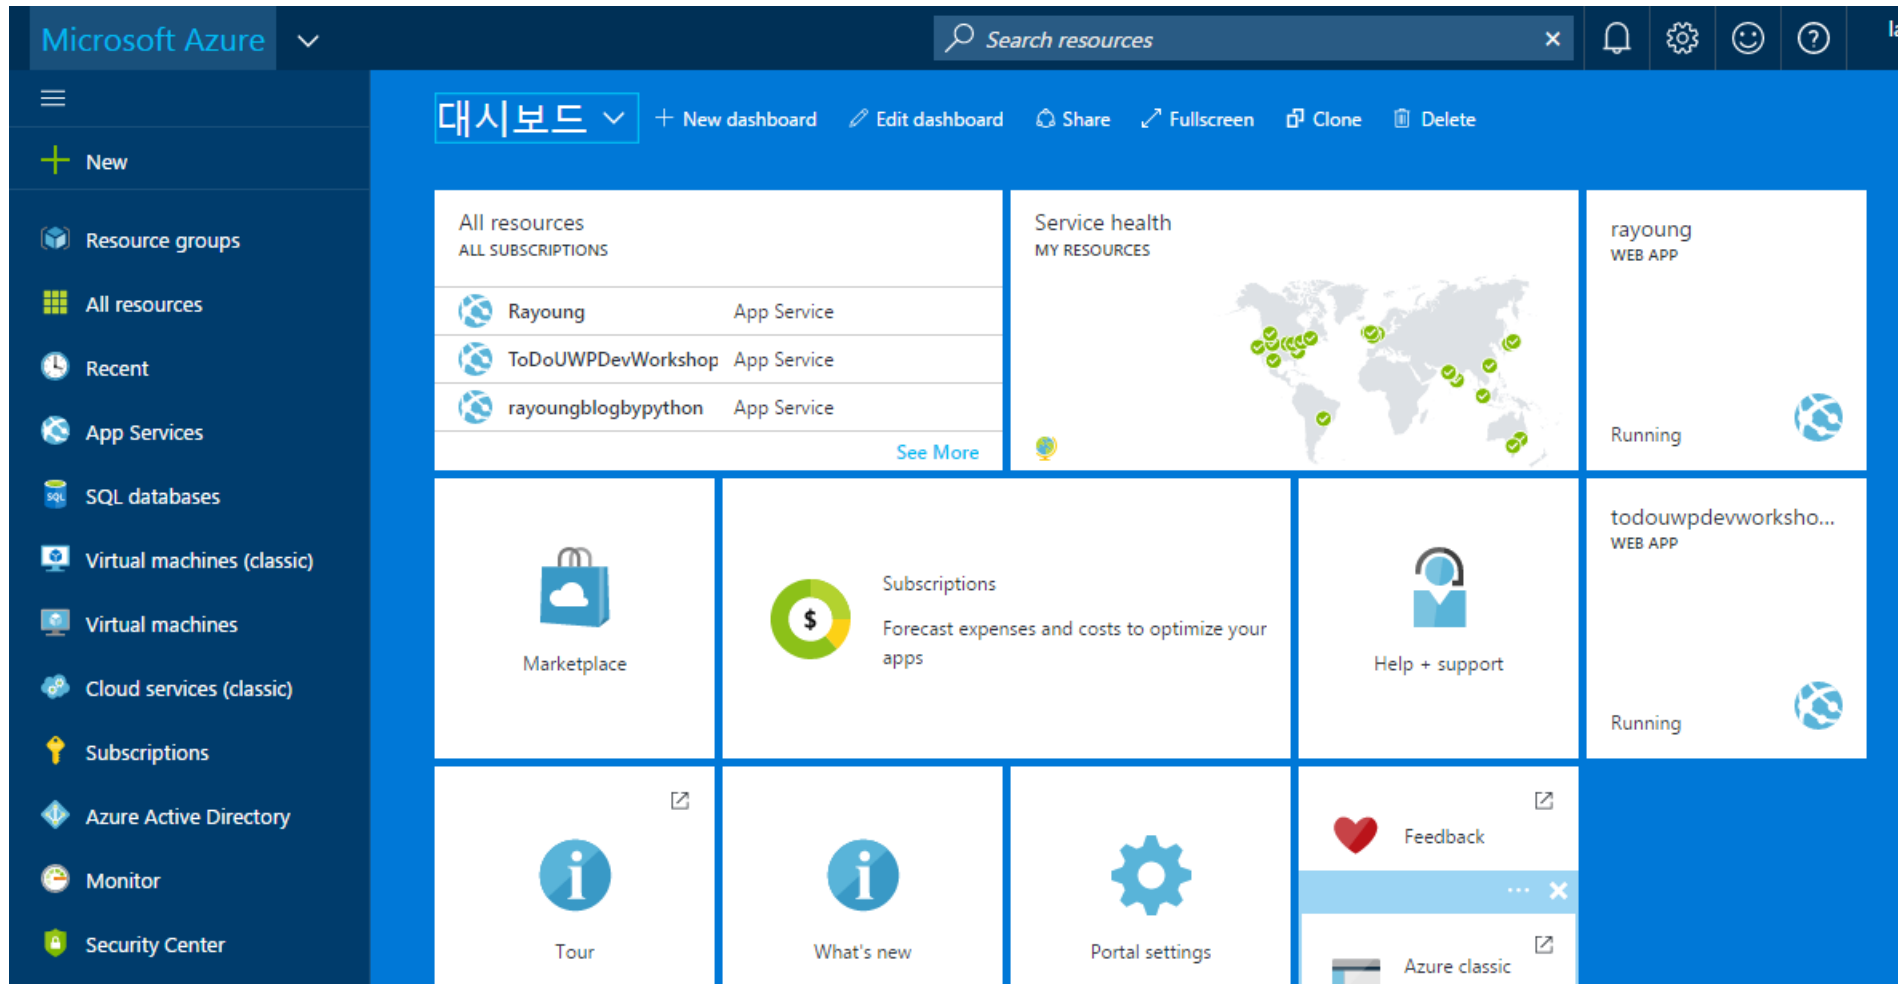 Microsoft Azure
Search resources
대시보드
New dashboard
Edit dashboard
Share
Fullscreen
Clone
Delete
New
Resource groups
All resources
Recent
App Services
SQL databases
Virtual machines (classic)
Virtual machines
Cloud services (classic)
Subscriptions
Azure Active Directory
Monitor
Security Center
All resources
ALL SUBSCRIPTIONS
Rayoung App Service
ToDoUWPDevWorkshop App Service
rayoungblogbypython App Service
See More
Service health
MY RESOURCES
rayoung
WEB APP
Running
Marketplace
$
Subscriptions
Forecast expenses and costs to optimize your
apps
Help + support
todouwpdevworksho...
WEB APP
Running
Tour
What's new
Portal settings
Feedback
Azure classic